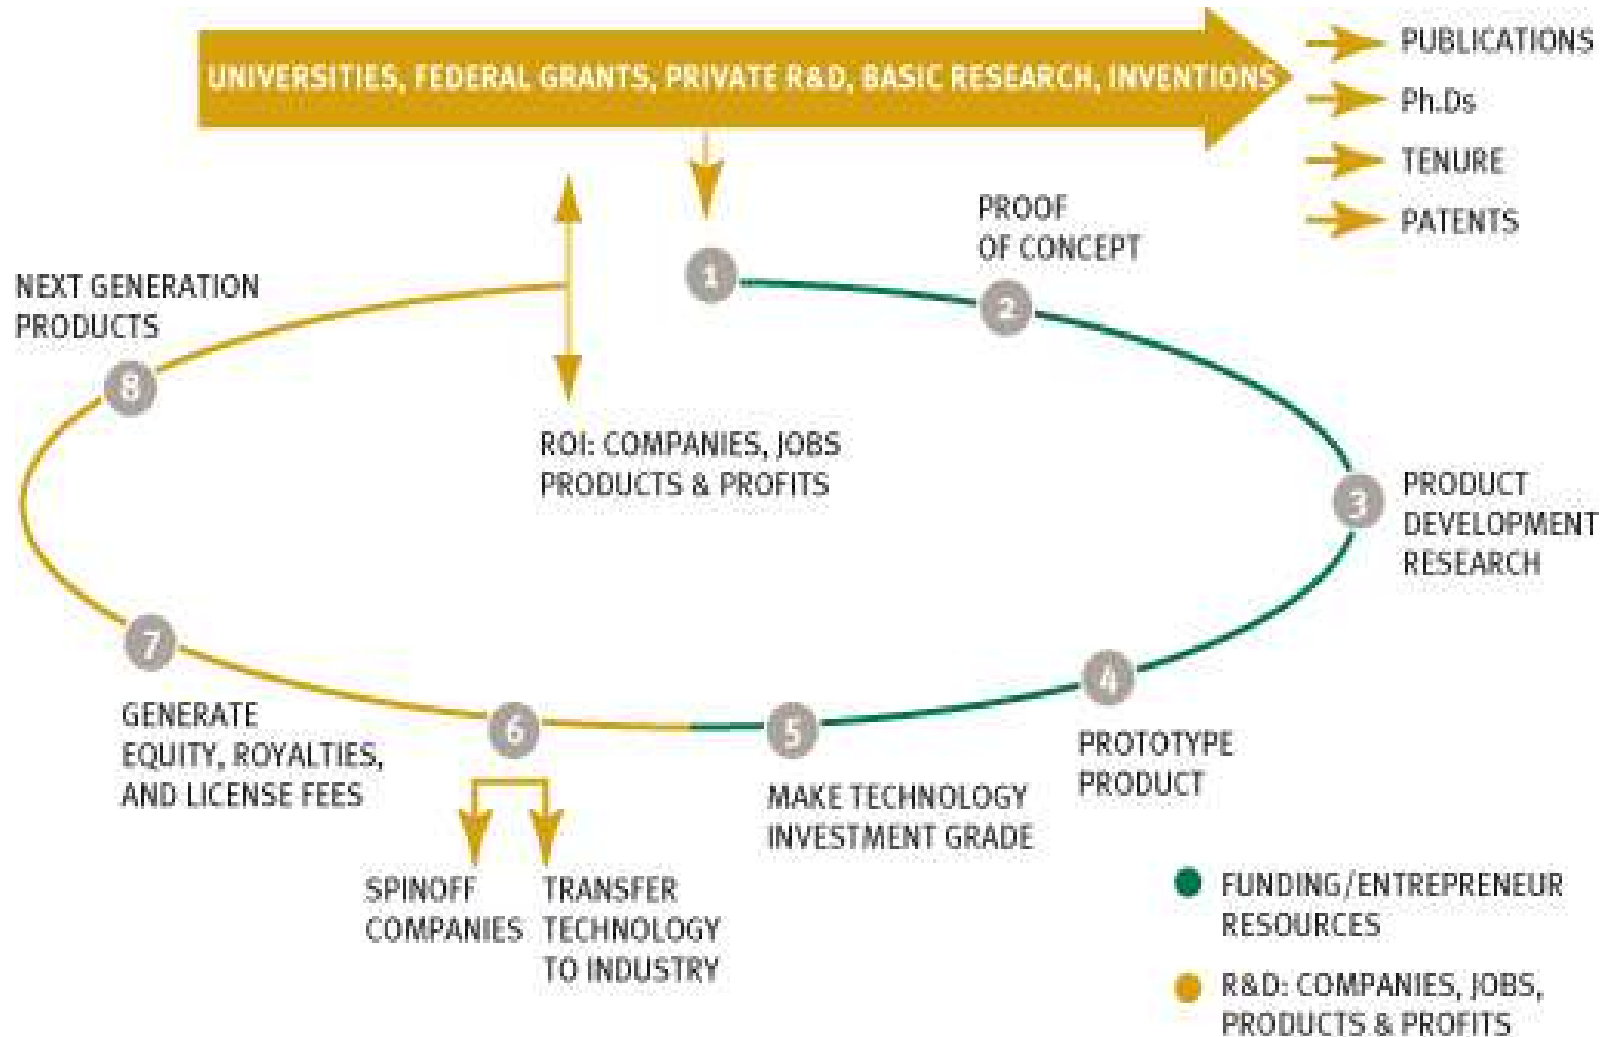 UNIVERSITIES, FEDERAL GRANTS, PRIVATE R&D, BASIC RESEARCH, INVENTIONS
PUBLICATIONS
Ph.Ds
TENURE
PATENTS
1
PROOF
OF CONCEPT
2
PRODUCT
DEVELOPMENT
RESEARCH
3
4
PROTOTYPE
PRODUCT
5
MAKE TECHNOLOGY
INVESTMENT GRADE
6
SPINOFF
COMPANIES
TRANSFER
TECHNOLOGY
TO INDUSTRY
7
GENERATE
EQUITY, ROYALTIES,
AND LICENSE FEES
8
NEXT GENERATION
PRODUCTS
ROI: COMPANIES, JOBS
PRODUCTS & PROFITS
FUNDING/ENTREPRENEUR
RESOURCES
R&D: COMPANIES, JOBS,
PRODUCTS & PROFITS